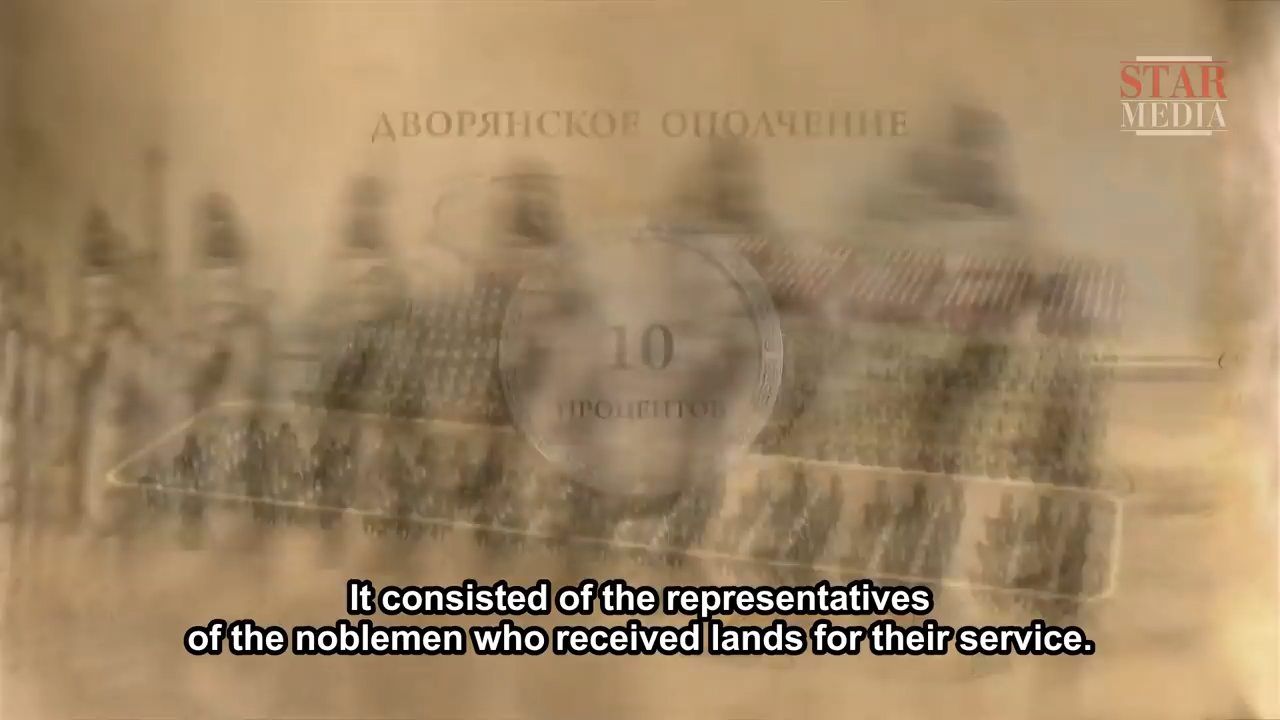 STAR
MEDIA
ДВОРЯНСКОЕ ОПОЛЧЕНИЕ
10
ПРОЦЕНТОВ
It consisted of the representatives
of the noblemen who received lands for their service.